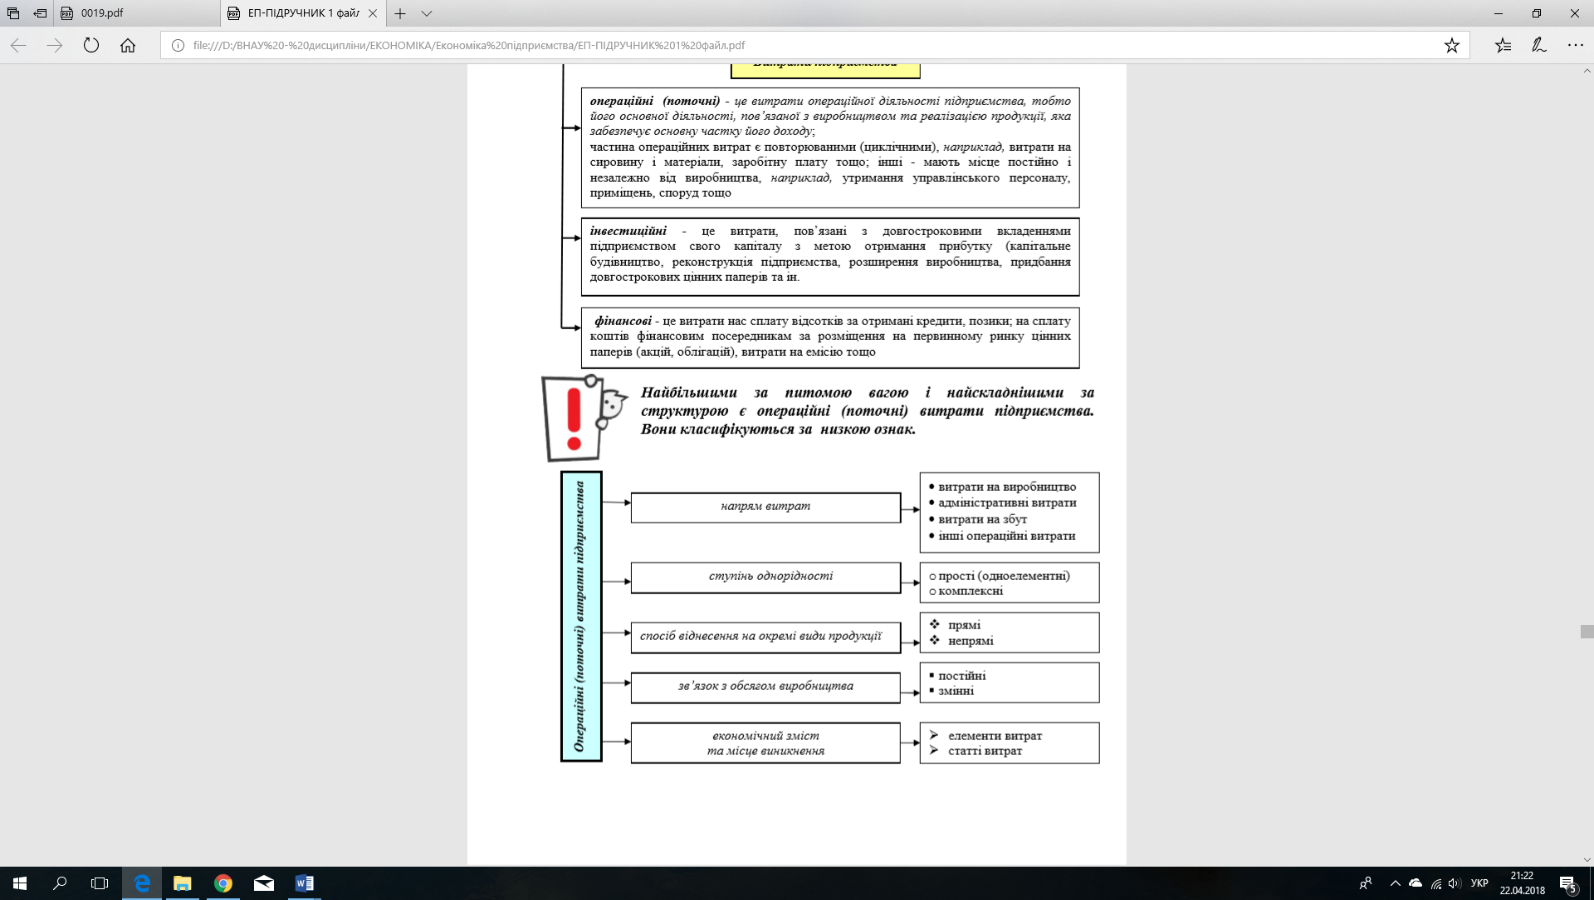 0019.pdf
ЕП-ПІДРУЧНИК 1 файл
file:///D:/ВНАУ%20-%20дисципліни/ЕКОНОМІКА/Економіка%20підприємства/ЕП-ПІДРУЧНИК%201%20файл.pdf
Витрати підприємства
операційні (поточні) - це витрати операційної діяльності підприємства, тобто
його основної діяльності, пов’язаної з виробництвом та реалізацією продукції, яка
забезпечує основну частку його доходу;
частина операційних витрат є повторюваними (циклічними), наприклад, витрати на
сировину і матеріали, заробітну плату тощо; інші - мають місце постійно і
незалежно від виробництва, наприклад, утримання управлінського персоналу,
приміщень, споруд тощо
інвестиційні - це витрати, пов’язані з довгостроковими вкладеннями
підприємством свого капіталу з метою отримання прибутку (капітальне
будівництво, реконструкція підприємства, розширення виробництва, придбання
довгострокових цінних паперів та ін.
фінансові - це витрати нас сплату відсотків за отримані кредити, позики; на сплату
коштів фінансовим посередникам за розміщення на первинному ринку цінних
паперів (акцій, облігацій), витрати на емісію тощо
Найбільшими за питомою вагою і найскладнішими за
структурою є операційні (поточні) витрати підприємства.
Вони класифікуються за низкою ознак.
Операційні (поточні) витрати підприємства
напрям витрат
• витрати на виробництво
• адміністративні витрати
• витрати на збут
• інші операційні витрати
ступінь однорідності
o прості (одноелементні)
o комплексні
спосіб віднесення на окремі види продукції
❖ прямі
❖ непрямі
зв’язок з обсягом виробництва
▪ постійні
▪ змінні
економічний зміст
та місце виникнення
➢ елементи витрат
➢ статті витрат
УКР
21:22
22.04.2018
5